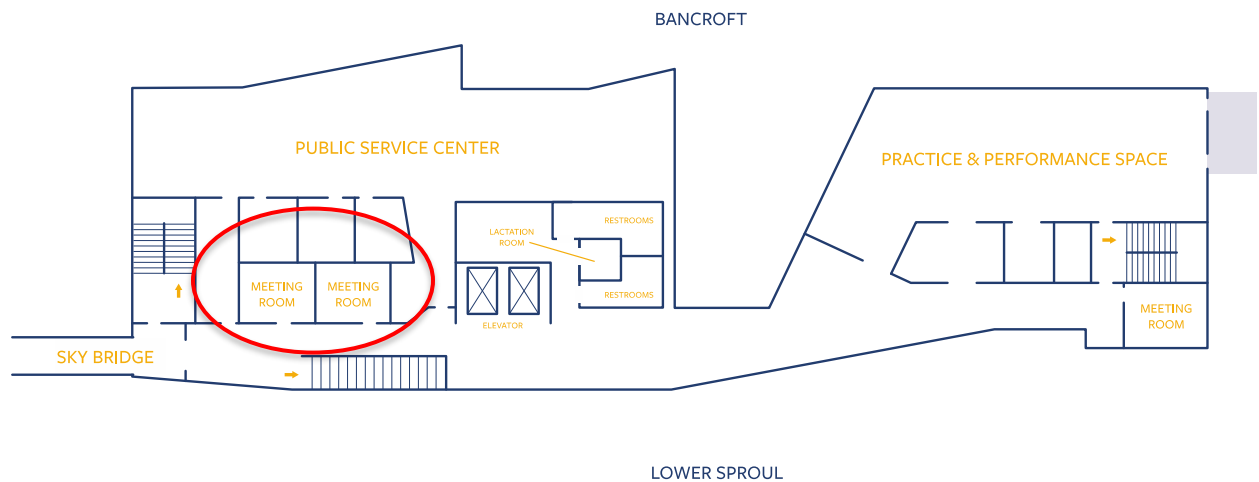 BANCROFT
PUBLIC SERVICE CENTER
PRACTICE & PERFORMANCE SPACE
RESTROOMS
LACTATION
ROOM
MEETING
ROOM
MEETING
ROOM
RESTROOMS
ELEVATOR
MEETING
ROOM
SKY BRIDGE
LOWER SPROUL